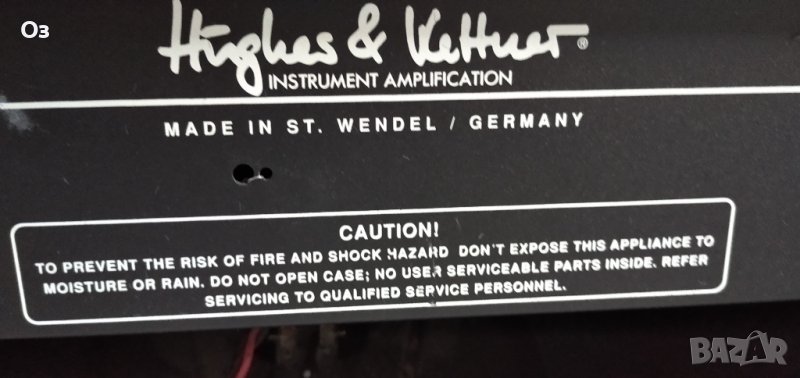 Оз
Hughes & Kettner®
INSTRUMENT AMPLIFICATION
MADE IN ST. WENDEL / GERMANY
CAUTION!
TO PREVENT THE RISK OF FIRE AND SHOCK HAZARD DON'T EXPOSE THIS APPLIANCE TO
MOISTURE OR RAIN. DO NOT OPEN CASE; NO USER SERVICEABLE PARTS INSIDE. REFER
SERVICING TO QUALIFIED SERVICE PERSONNEL.
BAZAR